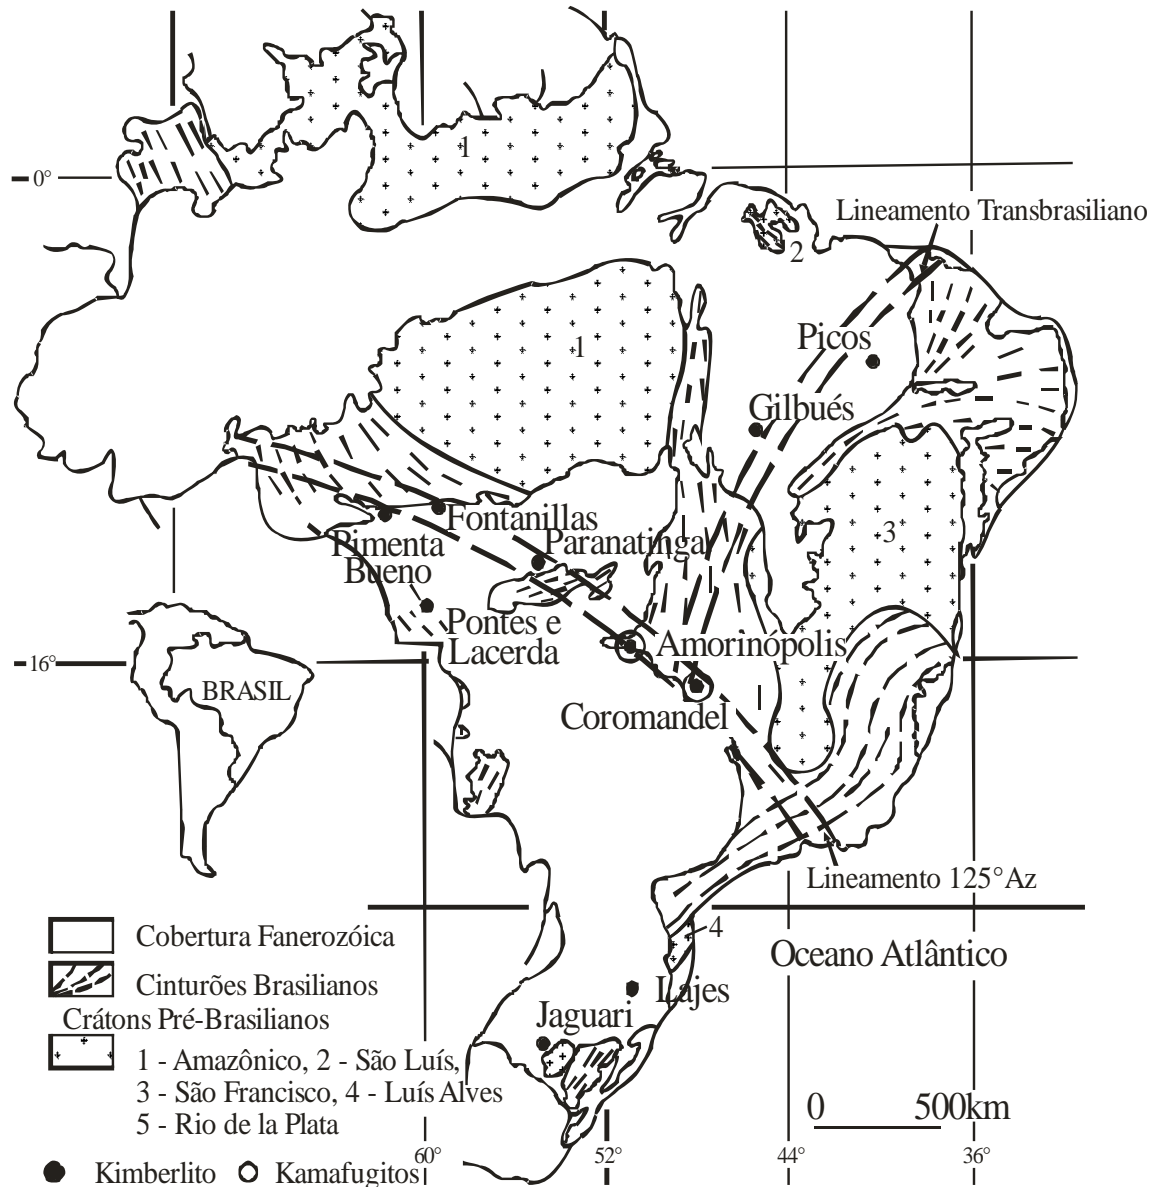 1
0°
Lineamento Transbrasiliano
2
Picos
1
Gilbués
3
Fontanillas
Paranatinga
Pimenta
Bueno
Pontes e
Lacerda
Amorinópolis
16°
BRASIL
Coromandel
Lineamento 125°Az
4
Oceano Atlântico
Cobertura Fanerozóica
Cinturões Brasilianos
Crátons Pré-Brasilianos
1 - Amazônico, 2 - São Luís,
3 - São Francisco, 4 - Luís Alves
5 - Rio de la Plata
Lajes
Jaguari
0 500km
60° 52° 44° 36°
Kimberlito Kamafugitos